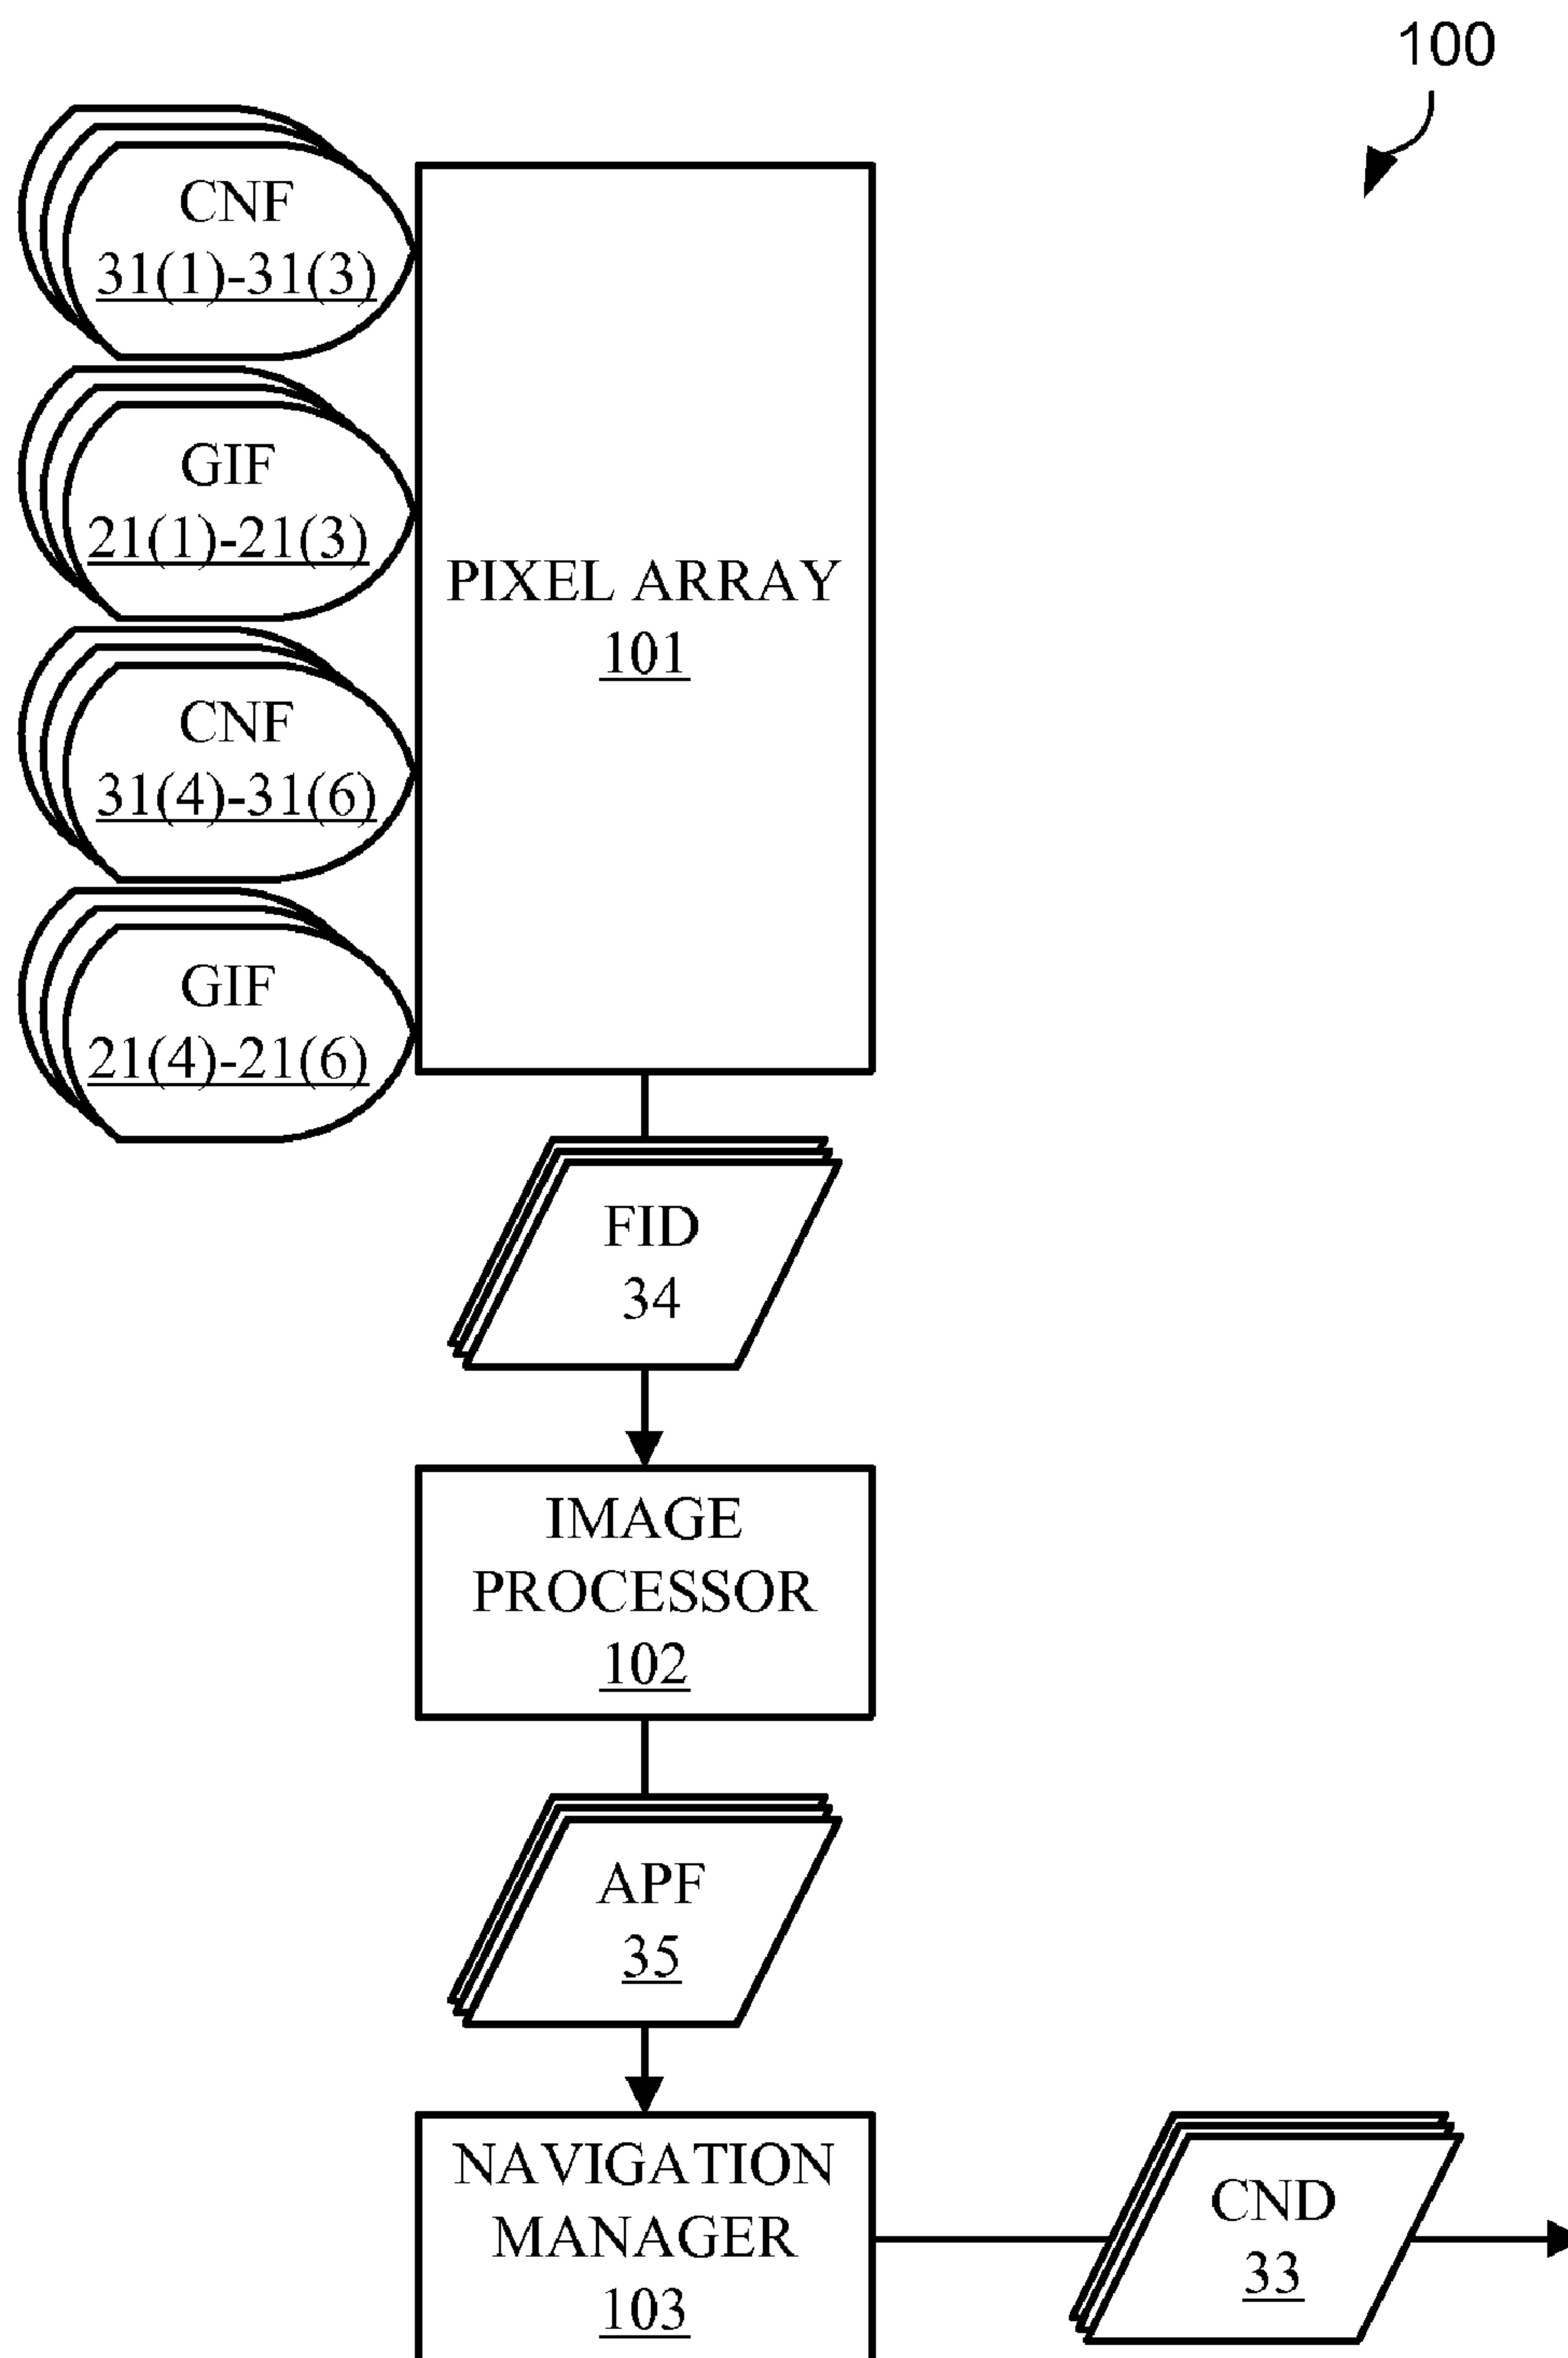 100
CNF
31(1)-31(3)
GIF
21(1)-21(3)
CNF
31(4)-31(6)
GIF
21(4)-21(6)
PIXEL ARRAY
101
FID
34
IMAGE
PROCESSOR
102
APF
35
NAVIGATION
MANAGER
103
CND
33